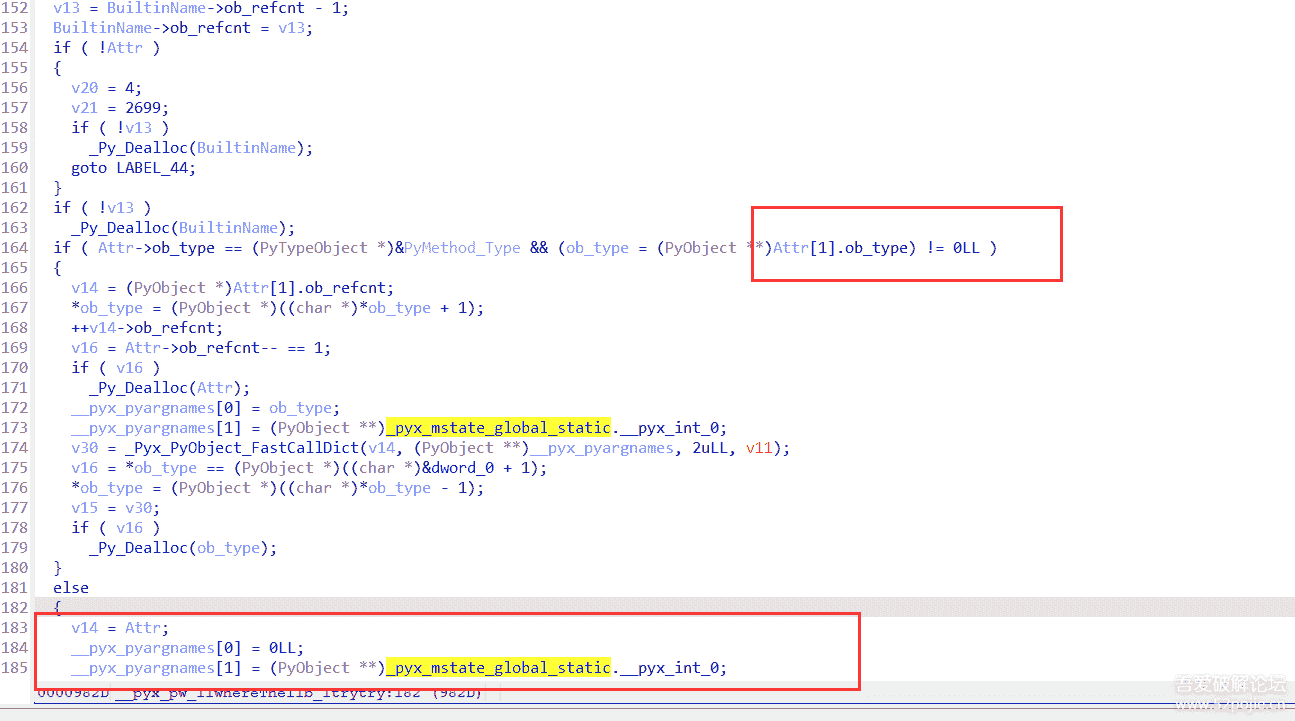 152 v13 = BuiltinName->ob_refcnt - 1;
153 BuiltinName->ob_refcnt = v13;
154 if ( !Attr )
155 {
156 v20 = 4;
157 v21 = 2699;
158 if ( !v13 )
159 _Py_Dealloc(BuiltinName);
160 goto LABEL_44;
161 }
162 if ( !v13 )
163 _Py_Dealloc(BuiltinName);
164 if ( Attr->ob_type == (PyTypeObject *)&PyMethod_Type && (ob_type = (PyObject **)Attr[1].ob_type) != 0LL )
165 {
166 v14 = (PyObject *)Attr[1].ob_refcnt;
167 *ob_type = (PyObject *)((char *)*ob_type + 1);
168 ++v14->ob_refcnt;
169 v16 = Attr->ob_refcnt-- == 1;
170 if ( v16 )
171 _Py_Dealloc(Attr);
172 __pyx_pyargnames[0] = ob_type;
173 __pyx_pyargnames[1] = (PyObject **)_pyx_mstate_global_static.__pyx_int_0;
174 v30 = _Pyx_PyObject_FastCallDict(v14, (PyObject **)__pyx_pyargnames, 2uLL, v11);
175 v16 = *ob_type == (PyObject *)((char *)&dword_0 + 1);
176 *ob_type = (PyObject *)((char *)*ob_type - 1);
177 v15 = v30;
178 if ( v16 )
179 _Py_Dealloc(ob_type);
180 }
181 else
182 {
183 v14 = Attr;
184 __pyx_pyargnames[0] = 0LL;
185 __pyx_pyargnames[1] = (PyObject **)_pyx_mstate_global_static.__pyx_int_0;
吾爱破解论坛
www.52pojie.cn